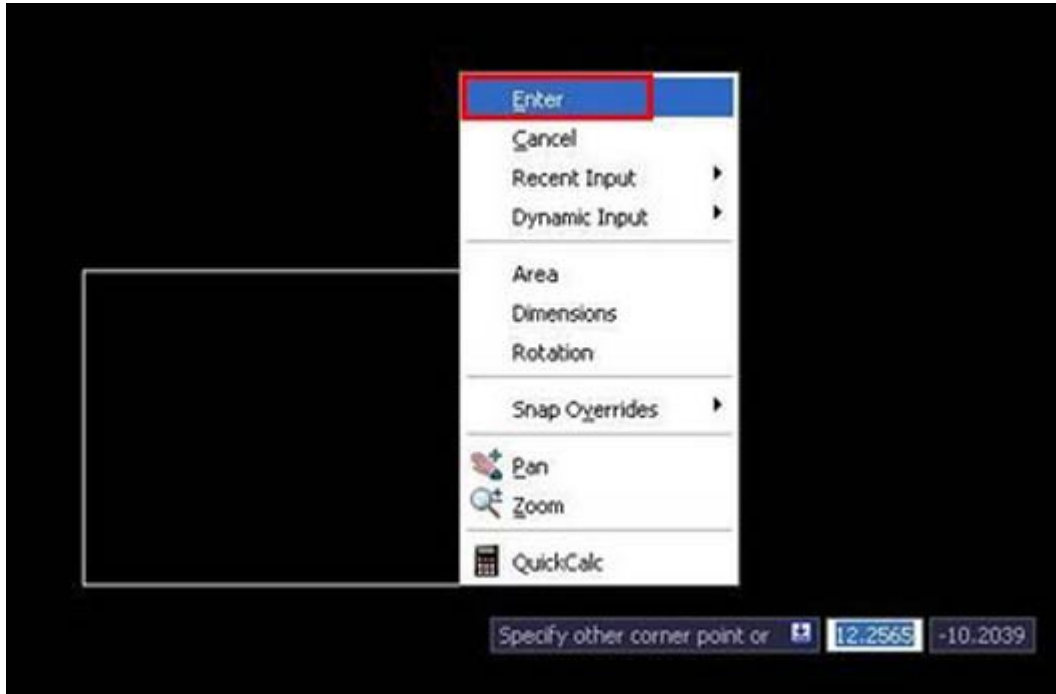 Enter
Cancel
Recent Input
Dynamic Input
Area
Dimensions
Rotation
Snap Overrides
Pan
Zoom
QuickCalc
Specify other corner point or 12.2565 -10.2039